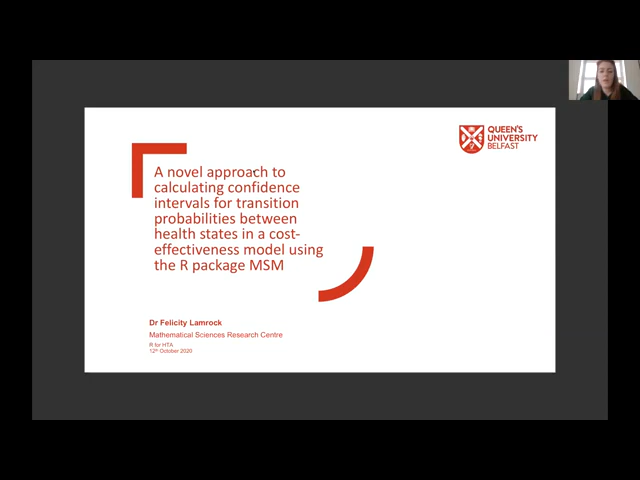 QUEEN'S
UNIVERSITY
BELFAST
A novel approach to
calculating confidence
intervals for transition
probabilities between
health states in a cost-
effectiveness model using
the R package MSM
Dr Felicity Lamrock
Mathematical Sciences Research Centre
R for HTA
12th October 2020